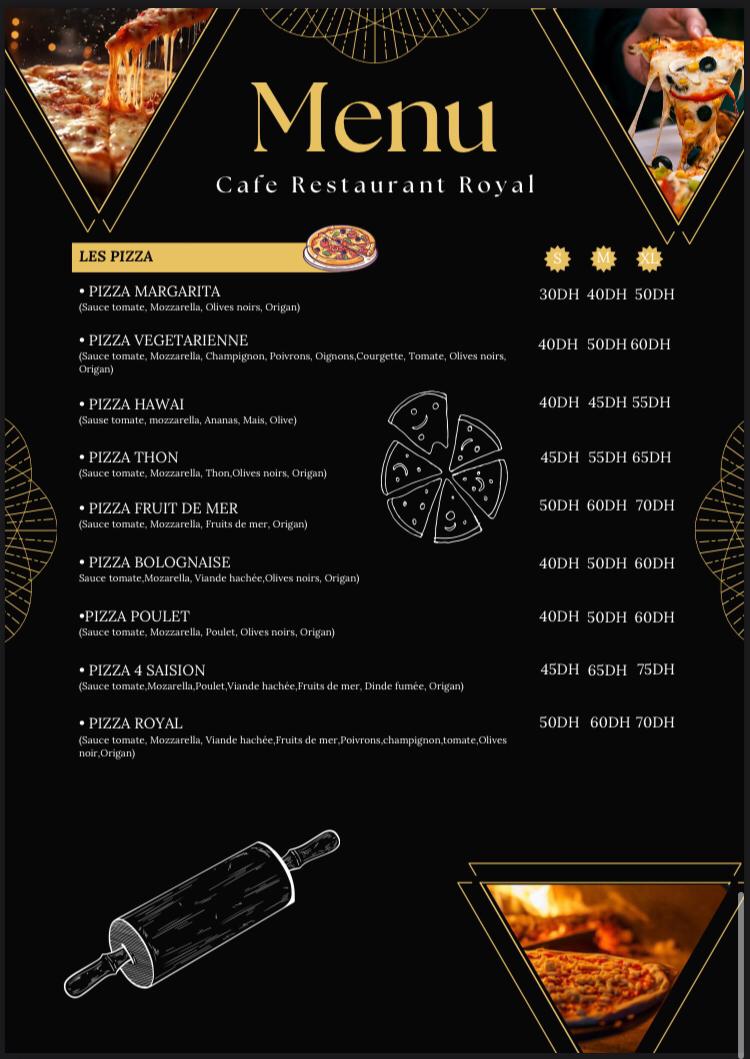 Menu
Cafe Restaurant Royal
LES PIZZA
S M XL
• PIZZA MARGARITA 30DH 40DH 50DH
(Sauce tomate, Mozzarella, Olives noirs, Origan)
• PIZZA VEGETARIENNE 40DH 50DH 60DH
(Sauce tomate, Mozzarella, Champignon, Poivrons, Oignons,Courgette, Tomate, Olives noirs,
Origan)
• PIZZA HAWAI 40DH 45DH 55DH
(Sause tomate, mozzarella, Ananas, Mais, Olive)
• PIZZA THON 45DH 55DH 65DH
(Sauce tomate, Mozzarella, Thon,Olives noirs, Origan)
• PIZZA FRUIT DE MER 50DH 60DH 70DH
(Sauce tomate, Mozzarella, Fruits de mer, Origan)
• PIZZA BOLOGNAISE 40DH 50DH 60DH
Sauce tomate,Mozarella, Viande hachée,Olives noirs, Origan)
•PIZZA POULET 40DH 50DH 60DH
(Sauce tomate, Mozzarella, Poulet, Olives noirs, Origan)
• PIZZA 4 SAISION 45DH 65DH 75DH
(Sauce tomate,Mozarella,Poulet,Viande hachée,Fruits de mer, Dinde fumée, Origan)
• PIZZA ROYAL 50DH 60DH 70DH
(Sauce tomate, Mozzarella, Viande hachée,Fruits de mer,Poivrons,champignon,tomate,Olives
noir,Origan)